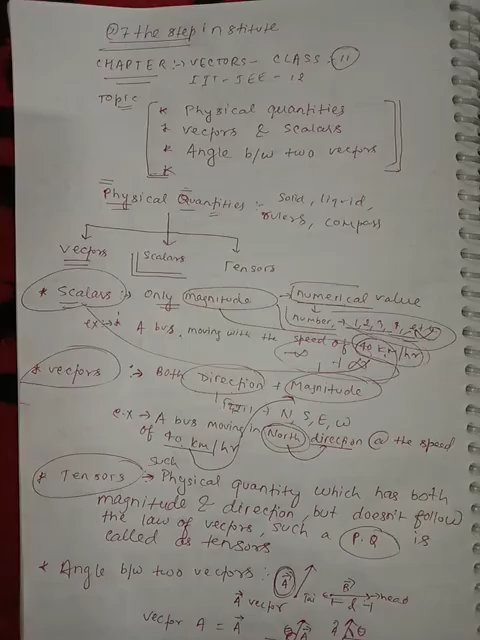 @7 the step institute
CHAPTER :- VECTORS - CLASS : 11
IIT - JEE - 12
Topic
* Physical quantities
* vectors & scalars
* Angle b/w two vectors
*
Physical Quantities :- Solid, liquid,
rulers, compass
Vectors Scalars Tensors
* Scalars :- only magnitude → numerical value
number, → 1, 2, 3, 4,
ex :→ A bus, moving with the speed of 40 km/hr
* vectors :- Both Direction + Magnitude
N, S, E, W
e.x → A bus moving in North direction @ the speed
of 40 km/hr
such
* Tensors :→ Physical quantity which has both
magnitude & direction, but doesn't follow
the law of vectors, such a P.Q is
called as tensors
* Angle b/w two vectors :- A⃗ B⃗
A⃗ vector Tai head
vector A = A⃗ A⃗ θ